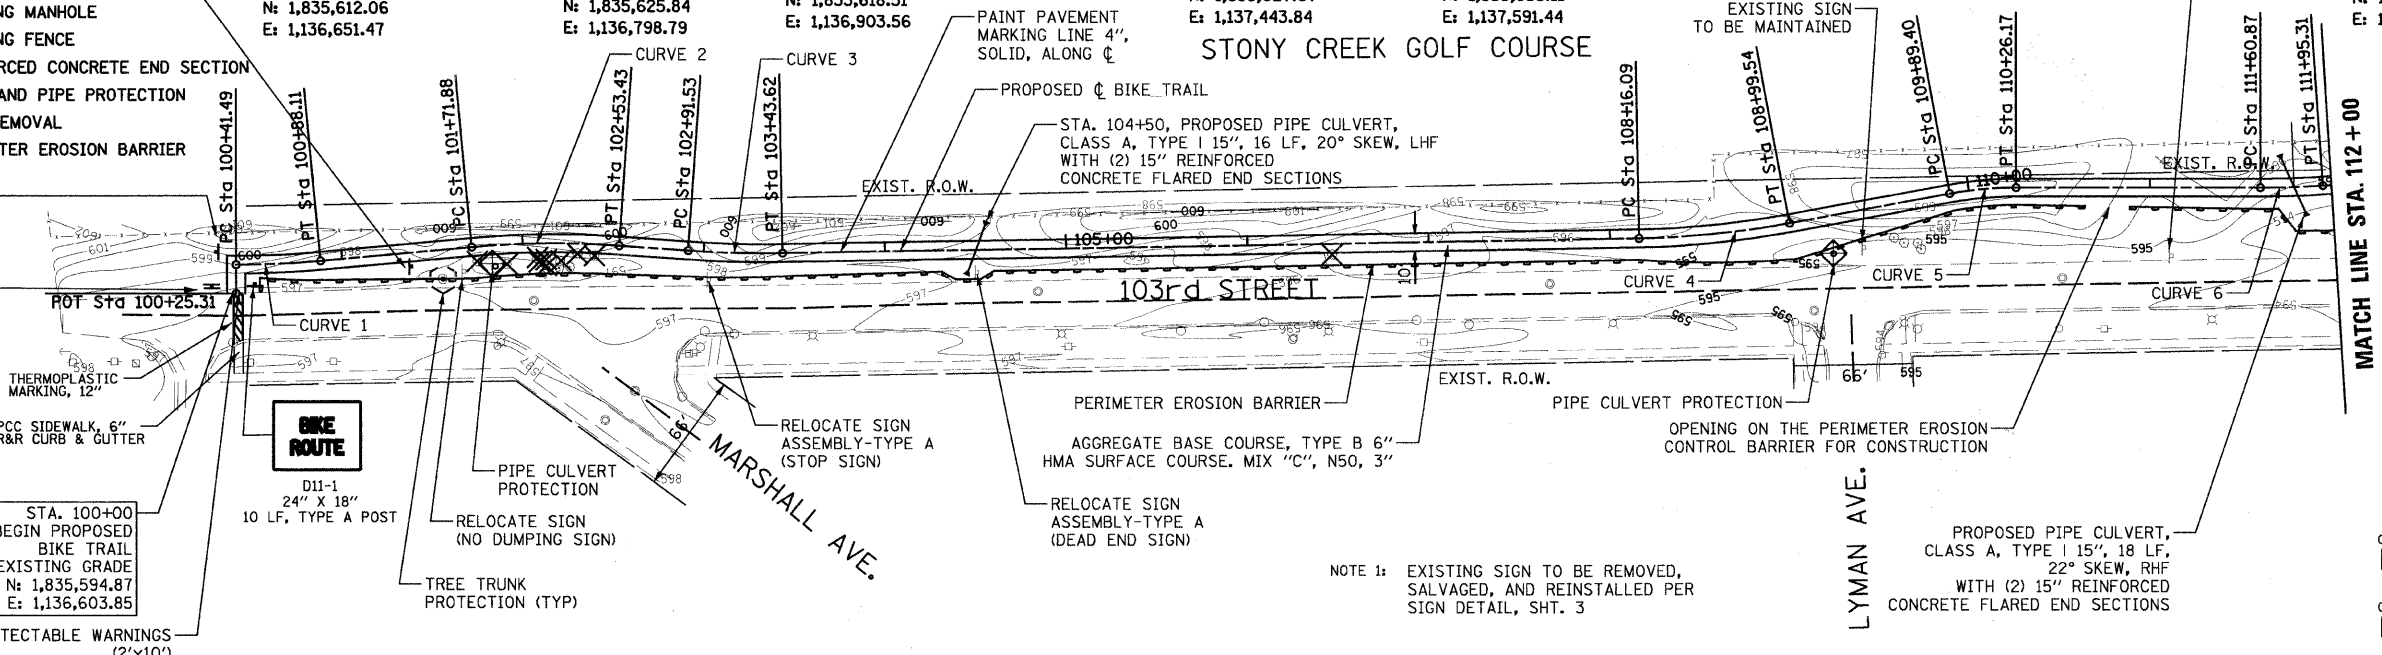 NG MANHOLE
NG FENCE
RCED CONCRETE END SECTION
AND PIPE PROTECTION
EMOVAL
TER EROSION BARRIER
N: 1,835,612.06
E: 1,136,651.47
N: 1,835,625.84
E: 1,136,798.79
E: 1,136,903.56
E: 1,137,443.84
E: 1,137,591.44
PAINT PAVEMENT
MARKING LINE 4",
SOLID, ALONG ℄
STONY CREEK GOLF COURSE
EXISTING SIGN
TO BE MAINTAINED
CURVE 2
CURVE 3
PROPOSED ℄ BIKE TRAIL
STA. 104+50, PROPOSED PIPE CULVERT,
CLASS A, TYPE I 15", 16 LF, 20° SKEW, LHF
WITH (2) 15" REINFORCED
CONCRETE FLARED END SECTIONS
PC Sta 100+41.49
PT Sta 100+88.11
PC Sta 101+71.88
PT Sta 102+53.43
PC Sta 102+91.53
PT Sta 103+43.62
PC Sta 108+16.09
PT Sta 108+99.54
PC Sta 109+89.40
PT Sta 110+26.17
PC Sta 111+60.87
PT Sta 111+95.31
EXIST. R.O.W.
EXIST. R.O.W.
MATCH LINE STA. 112+00
105+00
110+00
10'
POT Sta 100+25.31
CURVE 1
103rd STREET
CURVE 4
CURVE 5
CURVE 6
THERMOPLASTIC
MARKING, 12"
PCC SIDEWALK, 6"
R&R CURB & GUTTER
BIKE
ROUTE
D11-1
24" X 18"
10 LF, TYPE A POST
PIPE CULVERT
PROTECTION
RELOCATE SIGN
(NO DUMPING SIGN)
TREE TRUNK
PROTECTION (TYP)
66'
MARSHALL AVE.
RELOCATE SIGN
ASSEMBLY-TYPE A
(STOP SIGN)
RELOCATE SIGN
ASSEMBLY-TYPE A
(DEAD END SIGN)
PERIMETER EROSION BARRIER
AGGREGATE BASE COURSE, TYPE B 6"
HMA SURFACE COURSE. MIX "C", N50, 3"
EXIST. R.O.W.
PIPE CULVERT PROTECTION
OPENING ON THE PERIMETER EROSION
CONTROL BARRIER FOR CONSTRUCTION
66'
LYMAN AVE.
PROPOSED PIPE CULVERT,
CLASS A, TYPE I 15", 18 LF,
22° SKEW, RHF
WITH (2) 15" REINFORCED
CONCRETE FLARED END SECTIONS
NOTE 1: EXISTING SIGN TO BE REMOVED,
SALVAGED, AND REINSTALLED PER
SIGN DETAIL, SHT. 3
STA. 100+00
BEGIN PROPOSED
BIKE TRAIL
EXISTING GRADE
N: 1,835,594.87
E: 1,136,603.85
TECTABLE WARNINGS
(2'x10')